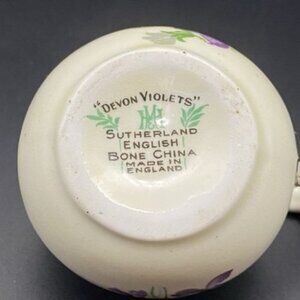 "DEVON VIOLETS"
SUTHERLAND
ENGLISH
BONE CHINA
MADE IN
ENGLAND